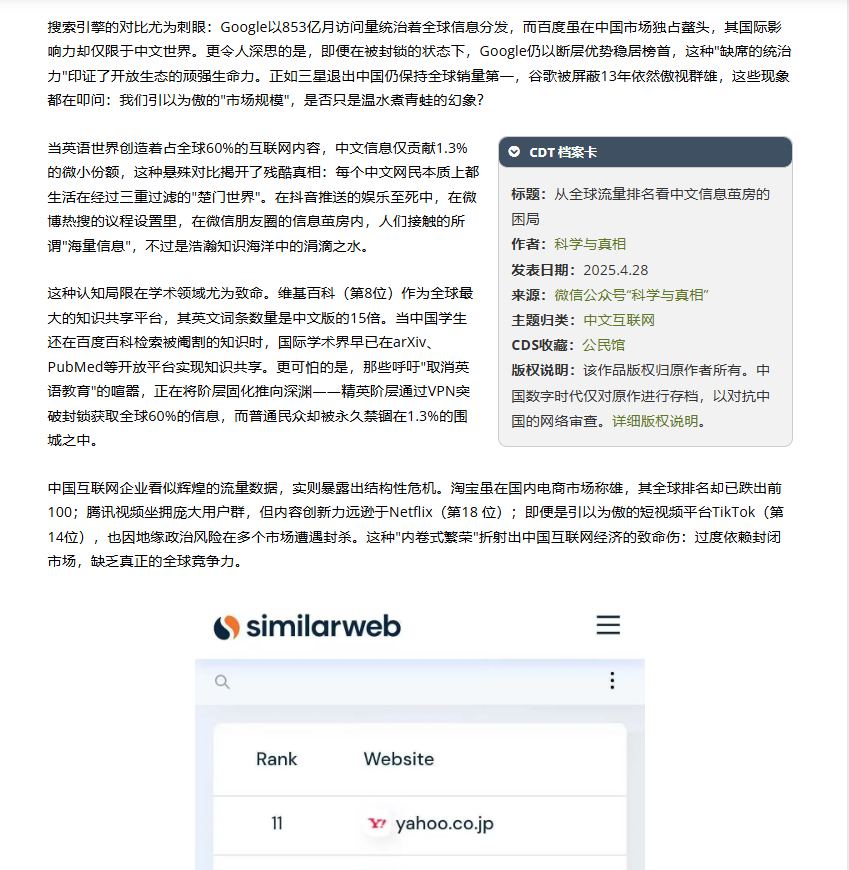 搜索引擎的对比尤为刺眼：Google以853亿月访问量统治着全球信息分发，而百度虽在中国市场独占鳌头，其国际影
响力却仅限于中文世界。更令人深思的是，即便在被封锁的状态下，Google仍以断层优势稳居榜首，这种"缺席的统治
力"印证了开放生态的顽强生命力。正如三星退出中国仍保持全球销量第一，谷歌被屏蔽13年依然傲视群雄，这些现象
都在叩问：我们引以为傲的"市场规模"，是否只是温水煮青蛙的幻象？
当英语世界创造着占全球60%的互联网内容，中文信息仅贡献1.3%
的微小份额，这种悬殊对比揭开了残酷真相：每个中文网民本质上都
生活在经过三重过滤的"楚门世界"。在抖音推送的娱乐至死中，在微
博热搜的议程设置里，在微信朋友圈的信息茧房内，人们接触的所
谓"海量信息"，不过是浩瀚知识海洋中的涓滴之水。
这种认知局限在学术领域尤为致命。维基百科（第8位）作为全球最
大的知识共享平台，其英文词条数量是中文版的15倍。当中国学生
还在百度百科检索被阉割的知识时，国际学术界早已在arXiv、
PubMed等开放平台实现知识共享。更可怕的是，那些呼吁"取消英
语教育"的喧嚣，正在将阶层固化推向深渊——精英阶层通过VPN突
破封锁获取全球60%的信息，而普通民众却被永久禁锢在1.3%的围
城之中。
CDT 档案卡
标题：从全球流量排名看中文信息茧房的
困局
作者：科学与真相
发表日期：2025.4.28
来源：微信公众号“科学与真相”
主题归类：中文互联网
CDS收藏：公民馆
版权说明：该作品版权归原作者所有。中
国数字时代仅对原作进行存档，以对抗中
国的网络审查。详细版权说明。
中国互联网企业看似辉煌的流量数据，实则暴露出结构性危机。淘宝虽在国内电商市场称雄，其全球排名却已跌出前
100；腾讯视频坐拥庞大用户群，但内容创新力远逊于Netflix（第18 位）；即便是引以为傲的短视频平台TikTok（第
14位），也因地缘政治风险在多个市场遭遇封杀。这种"内卷式繁荣"折射出中国互联网经济的致命伤：过度依赖封闭
市场，缺乏真正的全球竞争力。
similarweb
Rank Website
11 yahoo.co.jp